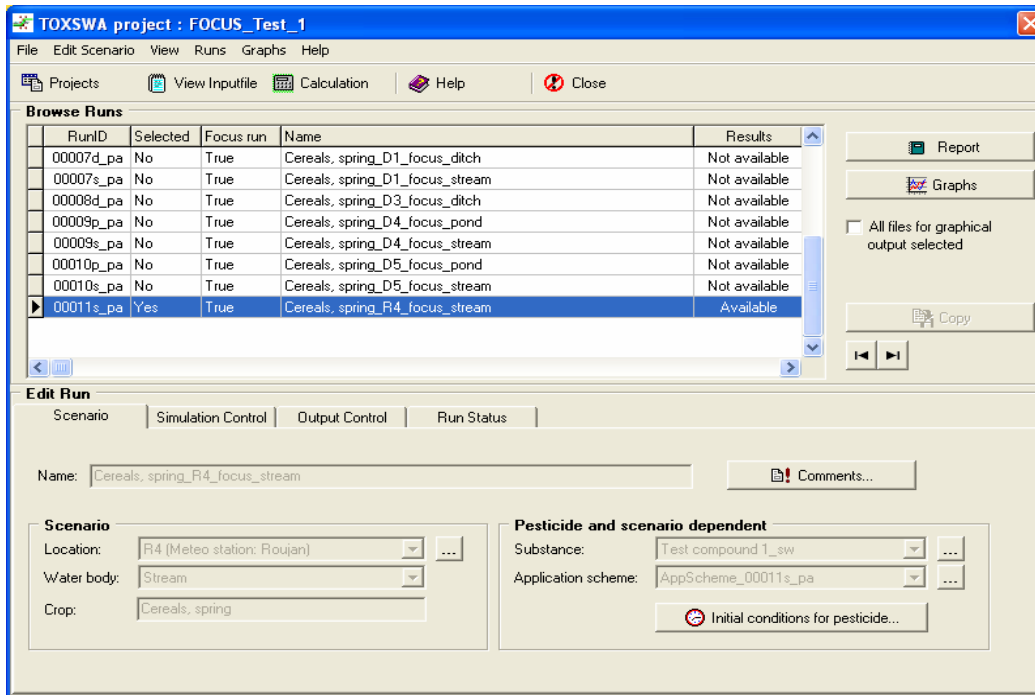 TOXSWA project : FOCUS_Test_1
File Edit Scenario View Runs Graphs Help
Projects View Inputfile Calculation Help Close
Browse Runs
RunID Selected Focus run Name Results
00007d_pa No True Cereals, spring_D1_focus_ditch Not available
00007s_pa No True Cereals, spring_D1_focus_stream Not available
00008d_pa No True Cereals, spring_D3_focus_ditch Not available
00009p_pa No True Cereals, spring_D4_focus_pond Not available
00009s_pa No True Cereals, spring_D4_focus_stream Not available
00010p_pa No True Cereals, spring_D5_focus_pond Not available
00010s_pa No True Cereals, spring_D5_focus_stream Not available
00011s_pa Yes True Cereals, spring_R4_focus_stream Available
Report
Graphs
All files for graphical
output selected
Copy
Edit Run
Scenario Simulation Control Output Control Run Status
Name: Cereals, spring_R4_focus_stream Comments...
Scenario
Location: R4 (Meteo station: Roujan) ...
Water body: Stream
Crop: Cereals, spring
Pesticide and scenario dependent
Substance: Test compound 1_sw ...
Application scheme: AppScheme_00011s_pa ...
Initial conditions for pesticide...